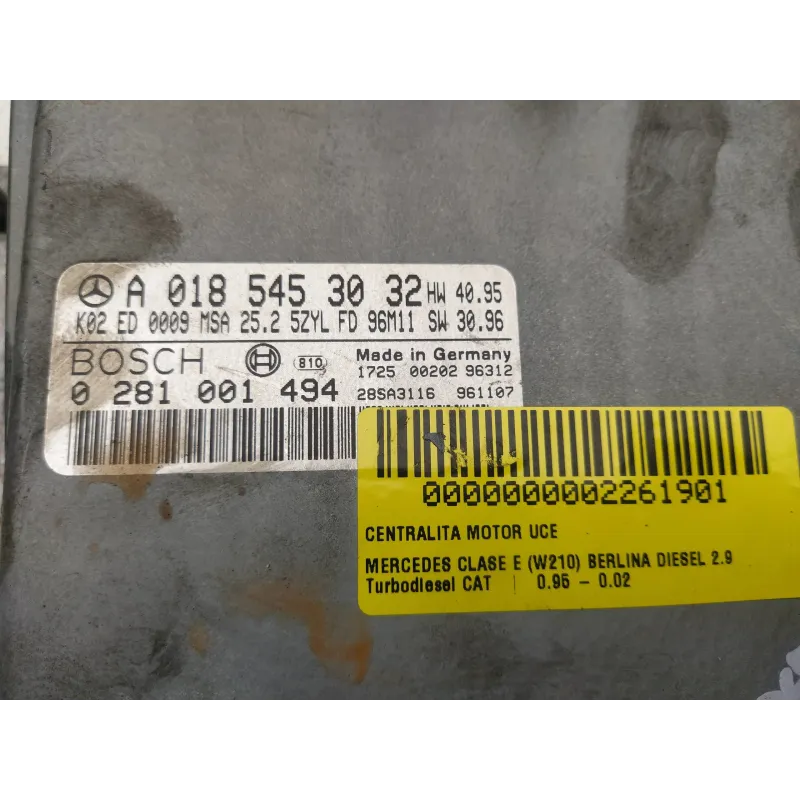 A 018 545 30 32 HW 40.95
K02 ED 0009 MSA 25.2 5ZYL FD 96M11 SW 30.96
BOSCH 810 Made in Germany
1725 00202 96312
0 281 001 494 28SA3116 961107
0000000002261901
CENTRALITA MOTOR UCE
MERCEDES CLASE E (W210) BERLINA DIESEL 2.9
Turbodiesel CAT | 0.95 - 0.02